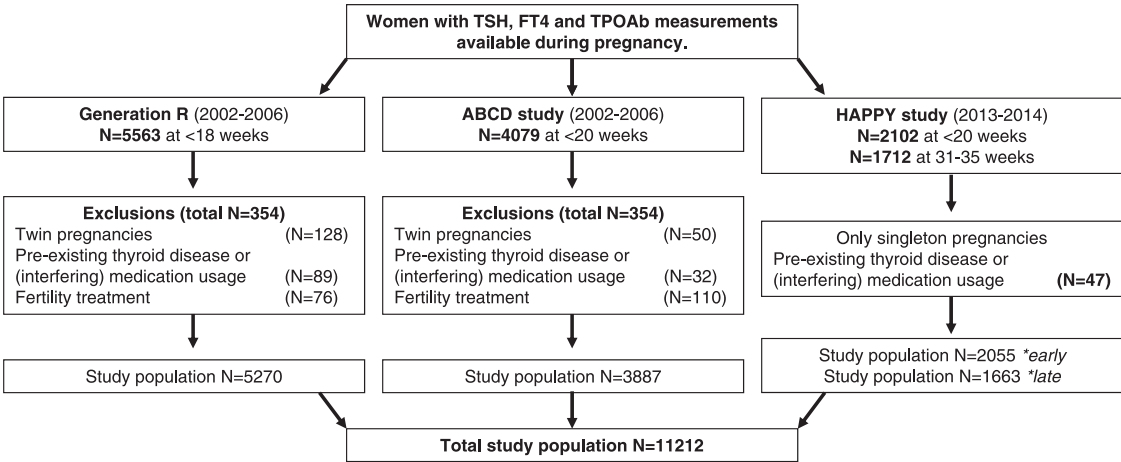 Women with TSH, FT4 and TPOAb measurements
available during pregnancy.
Generation R (2002-2006)
N=5563 at <18 weeks
ABCD study (2002-2006)
N=4079 at <20 weeks
HAPPY study (2013-2014)
N=2102 at <20 weeks
N=1712 at 31-35 weeks
Exclusions (total N=354)
Twin pregnancies (N=128)
Pre-existing thyroid disease or
(interfering) medication usage (N=89)
Fertility treatment (N=76)
Exclusions (total N=354)
Twin pregnancies (N=50)
Pre-existing thyroid disease or
(interfering) medication usage (N=32)
Fertility treatment (N=110)
Only singleton pregnancies
Pre-existing thyroid disease or
(interfering) medication usage (N=47)
Study population N=5270
Study population N=3887
Study population N=2055 *early
Study population N=1663 *late
Total study population N=11212